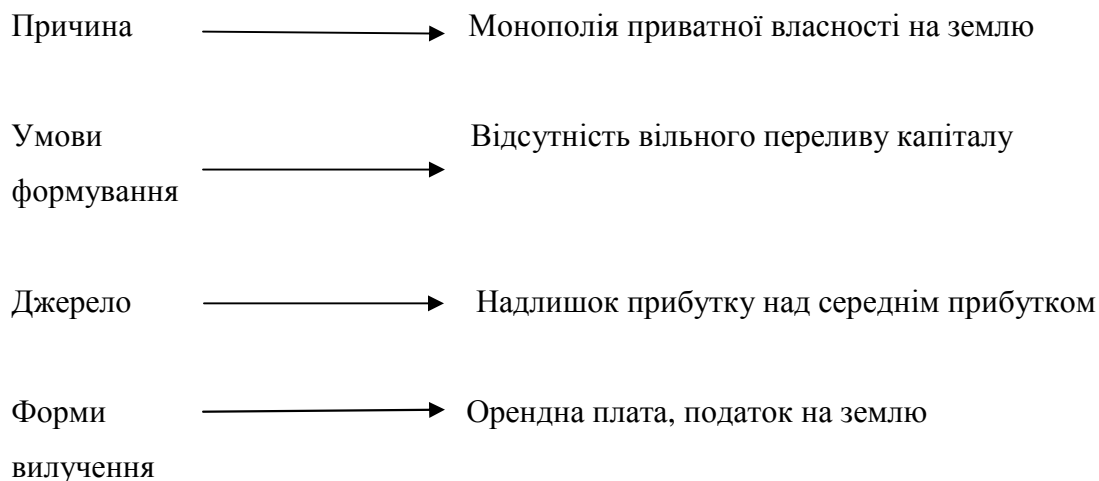 Причина Монополія приватної власності на землю
Умови Відсутність вільного переливу капіталу
формування
Джерело Надлишок прибутку над середнім прибутком
Форми Орендна плата, податок на землю
вилучення